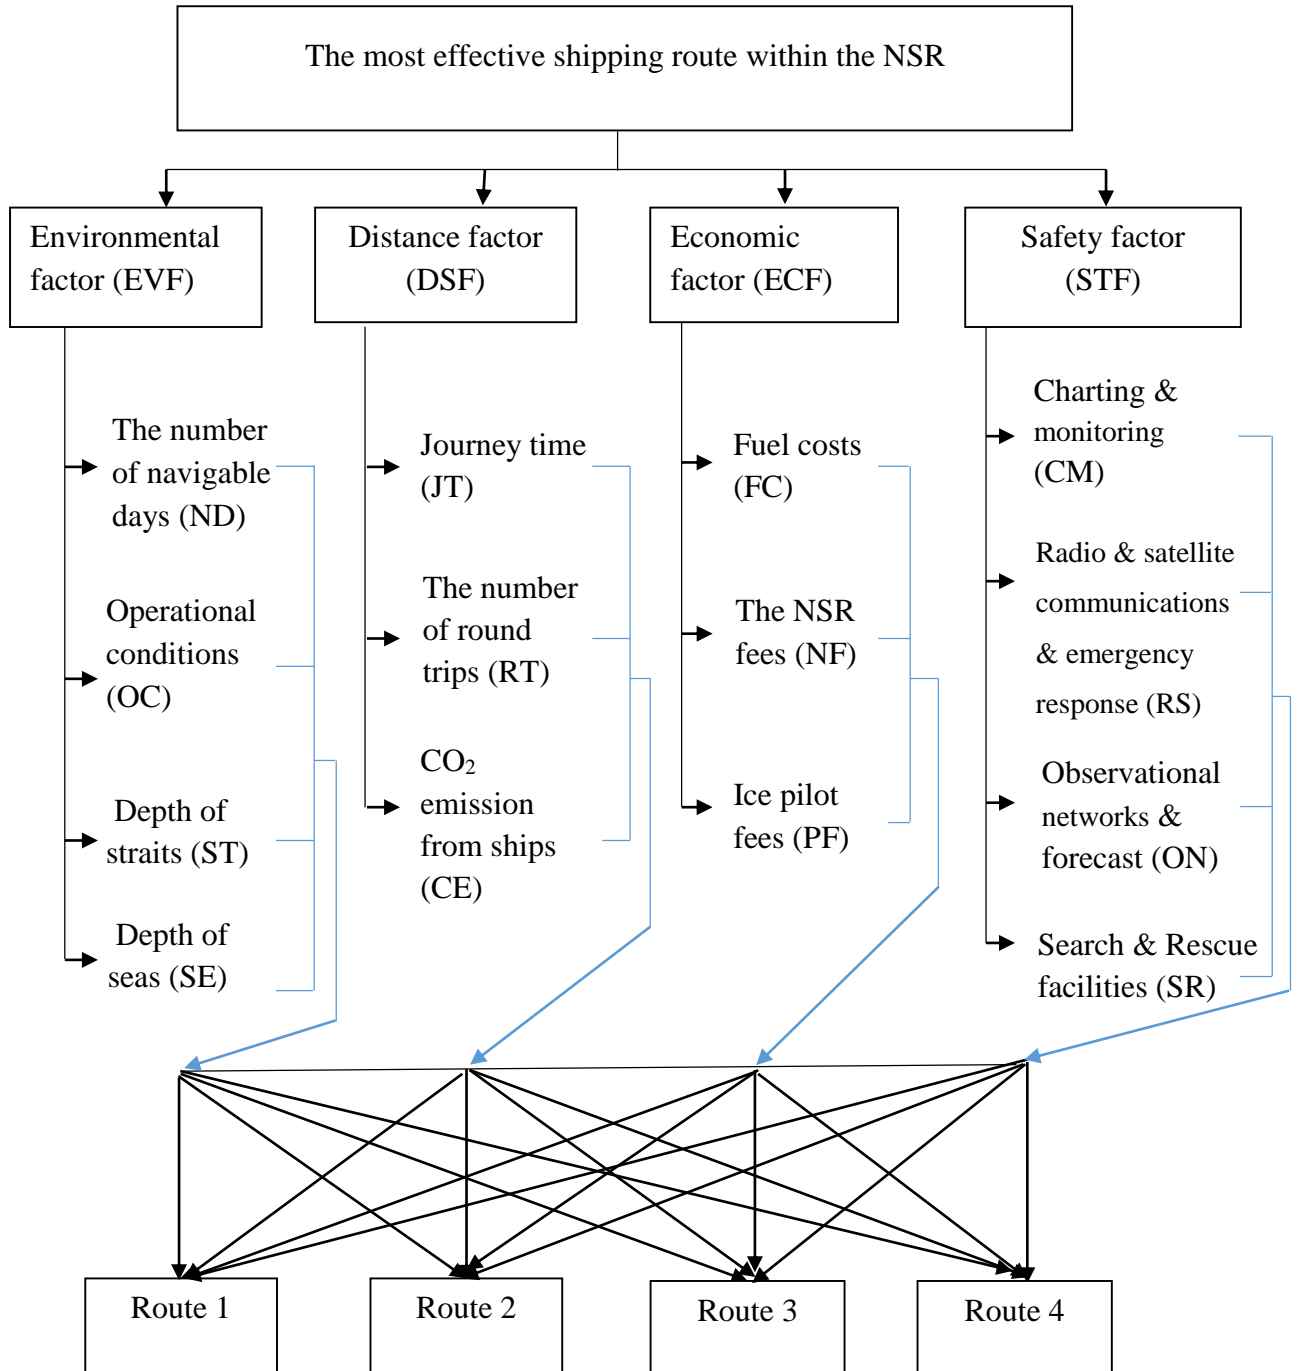 The most effective shipping route within the NSR
Environmental
factor (EVF)
Distance factor
(DSF)
Economic
factor (ECF)
Safety factor
(STF)
The number
of navigable
days (ND)
Operational
conditions
(OC)
Depth of
straits (ST)
Depth of
seas (SE)
Journey time
(JT)
The number
of round
trips (RT)
CO₂
emission
from ships
(CE)
Fuel costs
(FC)
The NSR
fees (NF)
Ice pilot
fees (PF)
Charting &
monitoring
(CM)
Radio & satellite
communications
& emergency
response (RS)
Observational
networks &
forecast (ON)
Search & Rescue
facilities (SR)
Route 1
Route 2
Route 3
Route 4